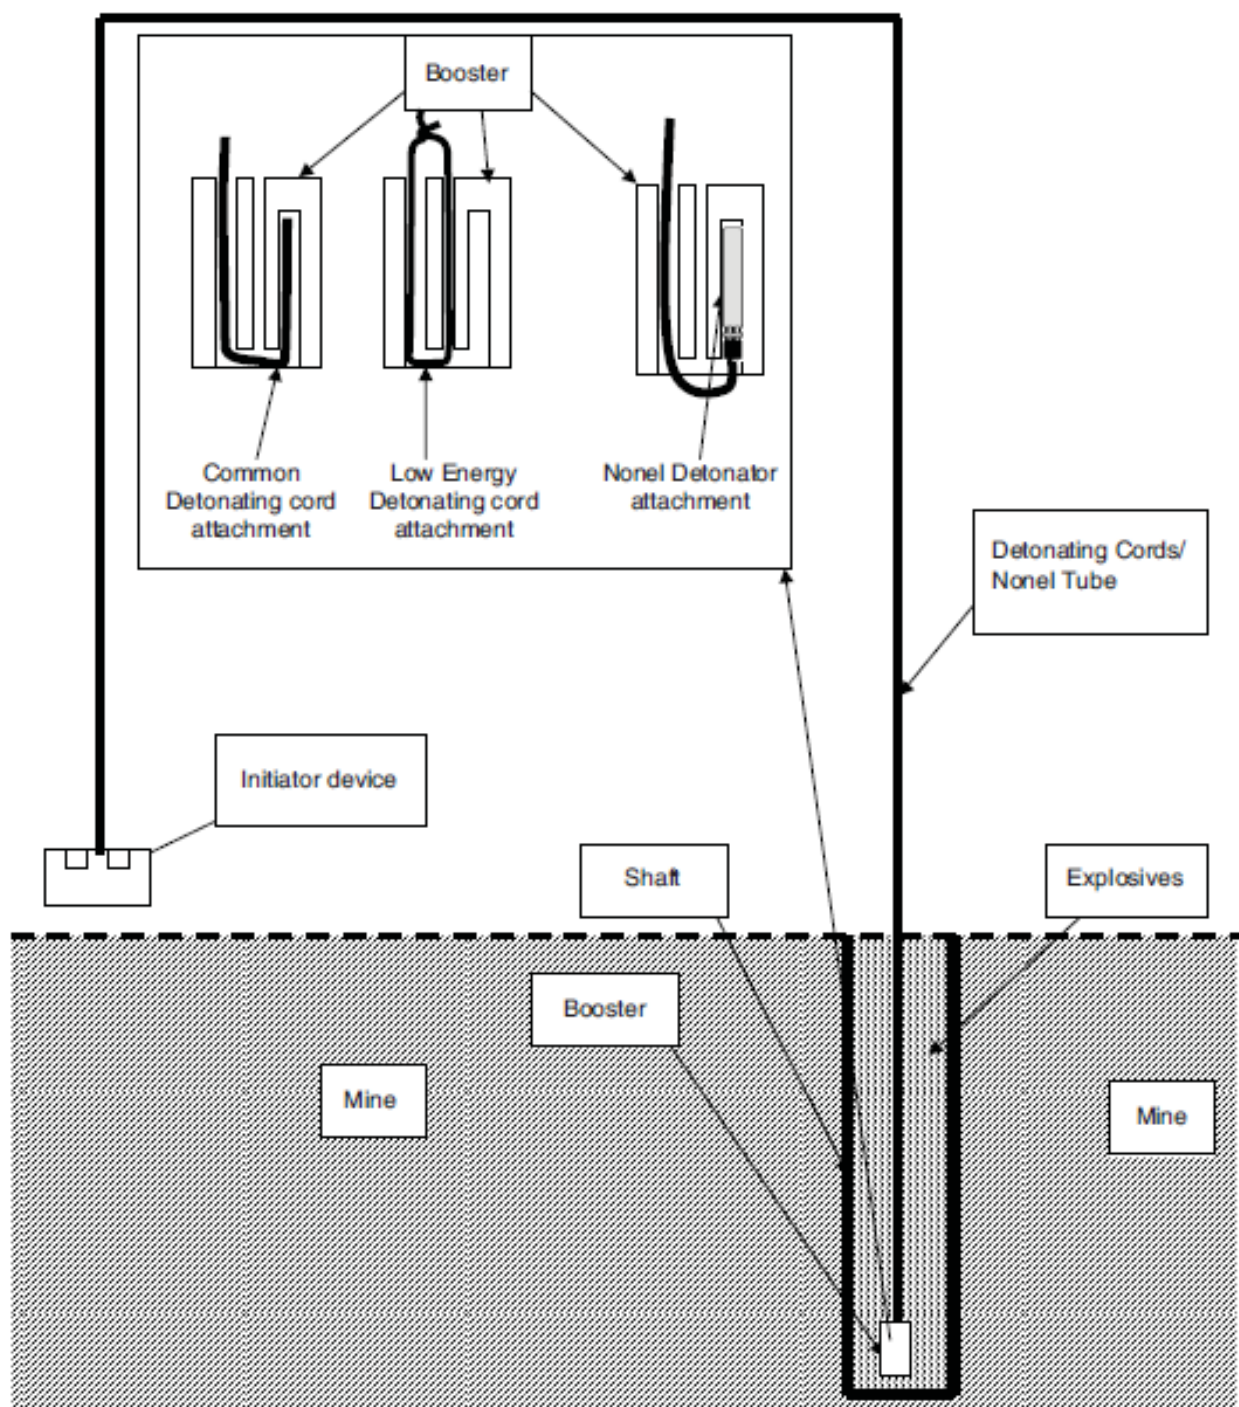 Booster
Common
Detonating cord
attachment
Low Energy
Detonating cord
attachment
Nonel Detonator
attachment
Detonating Cords/
Nonel Tube
Initiator device
Shaft
Explosives
Booster
Mine
Mine